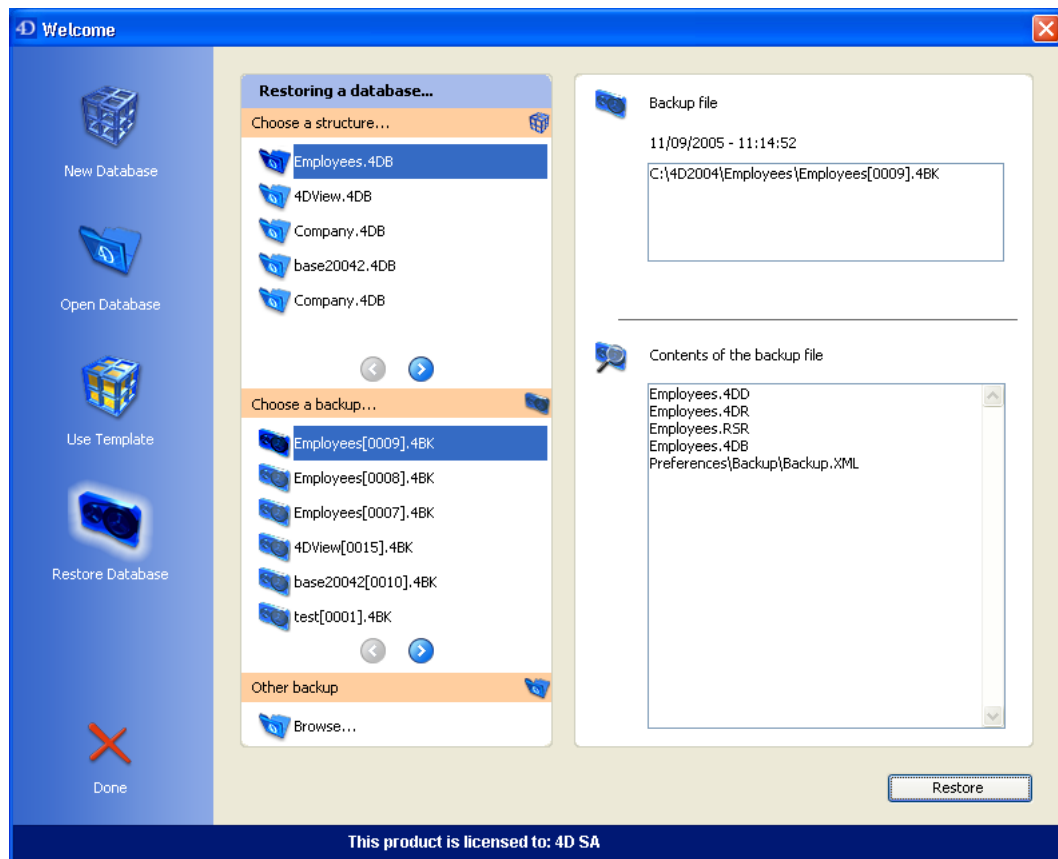 4D Welcome
New Database
Open Database
Use Template
Restore Database
Done
Restoring a database...
Choose a structure...
Employees.4DB
4DView.4DB
Company.4DB
base20042.4DB
Company.4DB
Choose a backup...
Employees[0009].4BK
Employees[0008].4BK
Employees[0007].4BK
4DView[0015].4BK
base20042[0010].4BK
test[0001].4BK
Other backup
Browse...
Backup file
11/09/2005 - 11:14:52
C:\4D2004\Employees\Employees[0009].4BK
Contents of the backup file
Employees.4DD
Employees.4DR
Employees.RSR
Employees.4DB
Preferences\Backup\Backup.XML
Restore
This product is licensed to: 4D SA